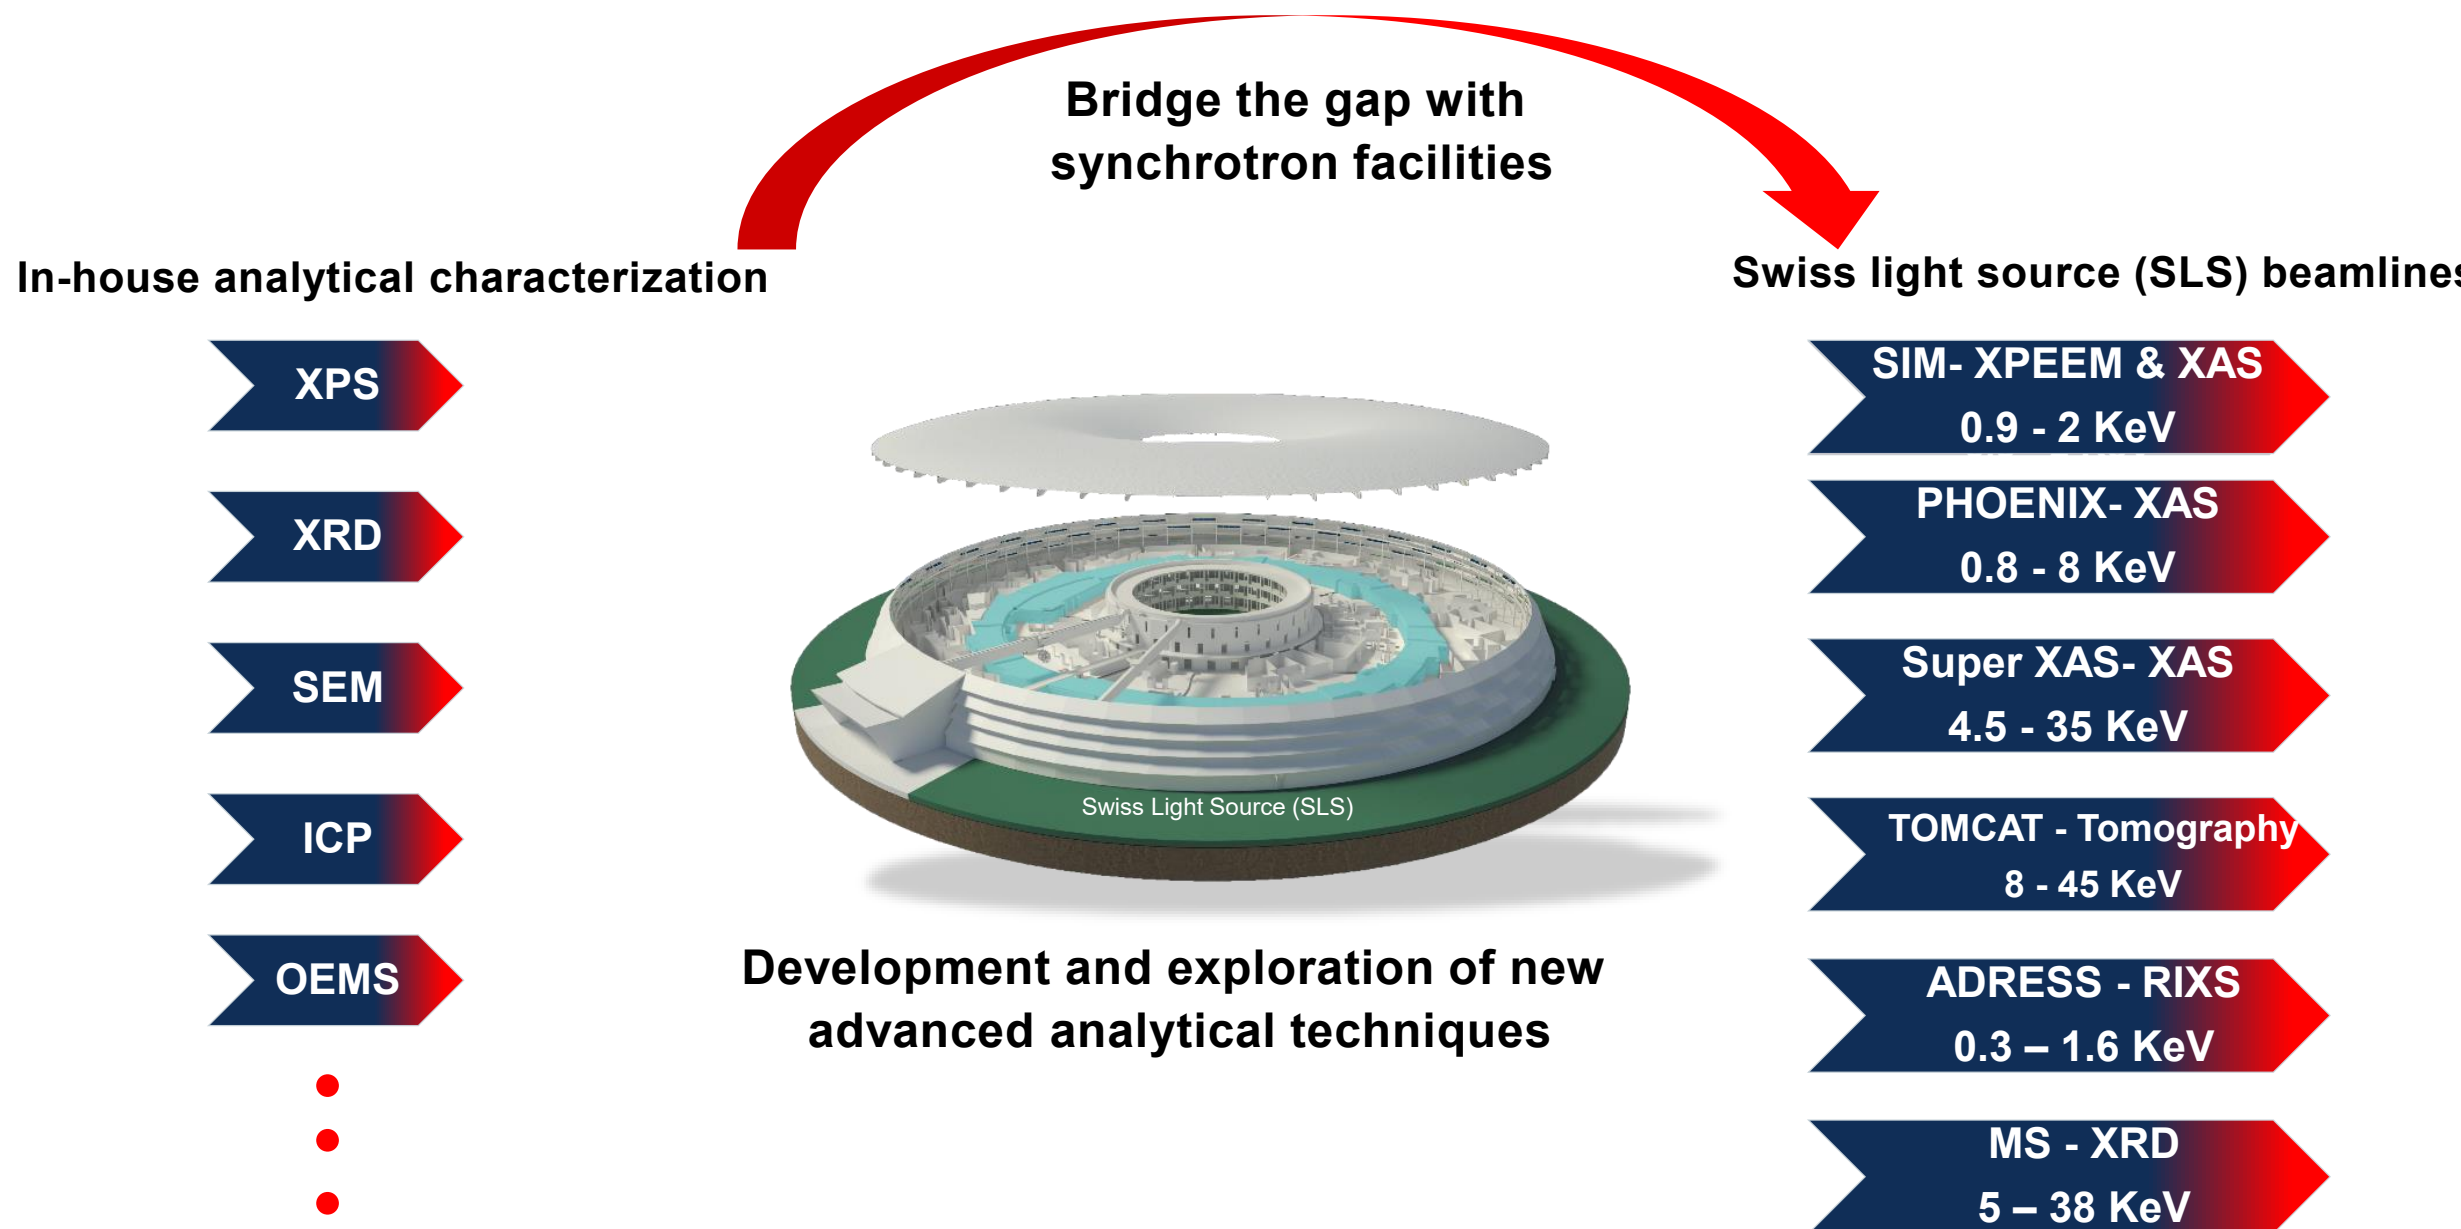 Bridge the gap with
synchrotron facilities
In-house analytical characterization
XPS
XRD
SEM
ICP
OEMS
Swiss Light Source (SLS)
Development and exploration of new
advanced analytical techniques
Swiss light source (SLS) beamlines
SIM- XPEEM & XAS
0.9 - 2 KeV
PHOENIX- XAS
0.8 - 8 KeV
Super XAS- XAS
4.5 - 35 KeV
TOMCAT - Tomography
8 - 45 KeV
ADRESS - RIXS
0.3 – 1.6 KeV
MS - XRD
5 – 38 KeV